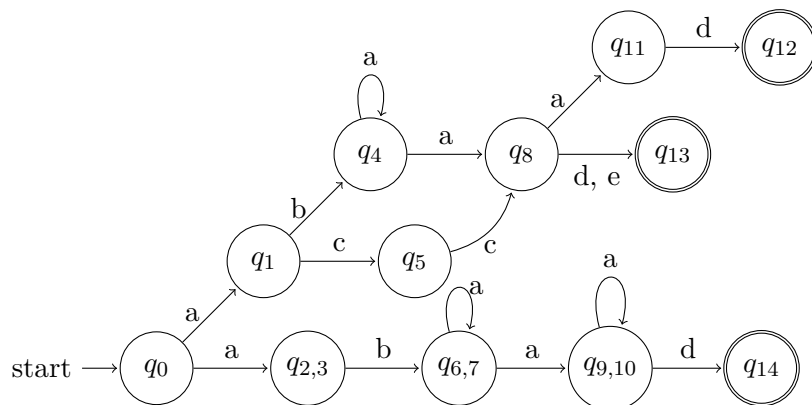 q11 d q12
a
a
q4 a q8 d, e q13
b
q1 c q5 c
a
a a
start q0 a q2,3 b q6,7 a q9,10 d q14